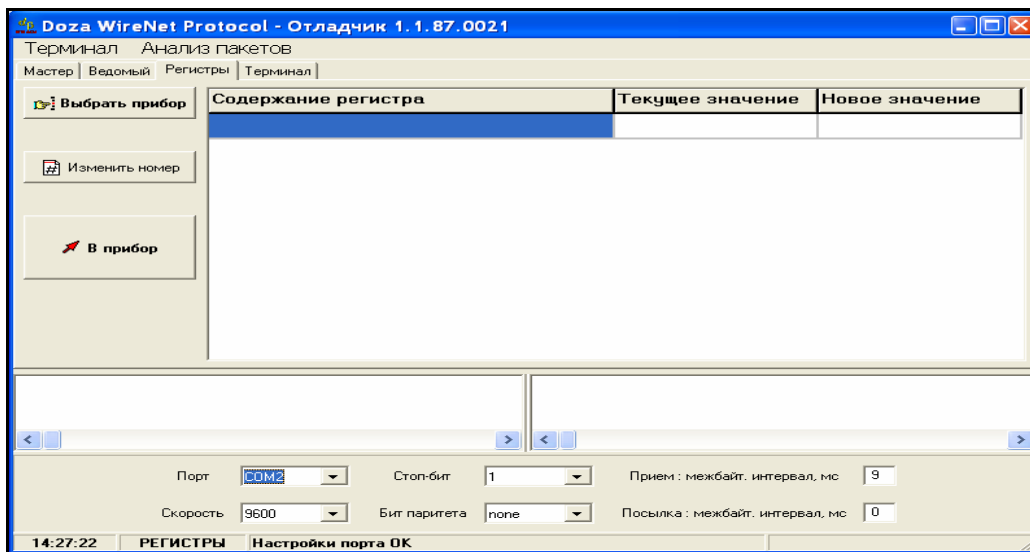 Doza WireNet Protocol - Отладчик 1.1.87.0021
Терминал Анализ пакетов
Мастер Ведомый Регистры Терминал
Выбрать прибор
Содержание регистра Текущее значение Новое значение
Изменить номер
В прибор
Порт COM2 Стоп-бит 1 Прием : межбайт. интервал, мс 9
Скорость 9600 Бит паритета none Посылка : межбайт. интервал, мс 0
14:27:22 РЕГИСТРЫ Настройки порта OK